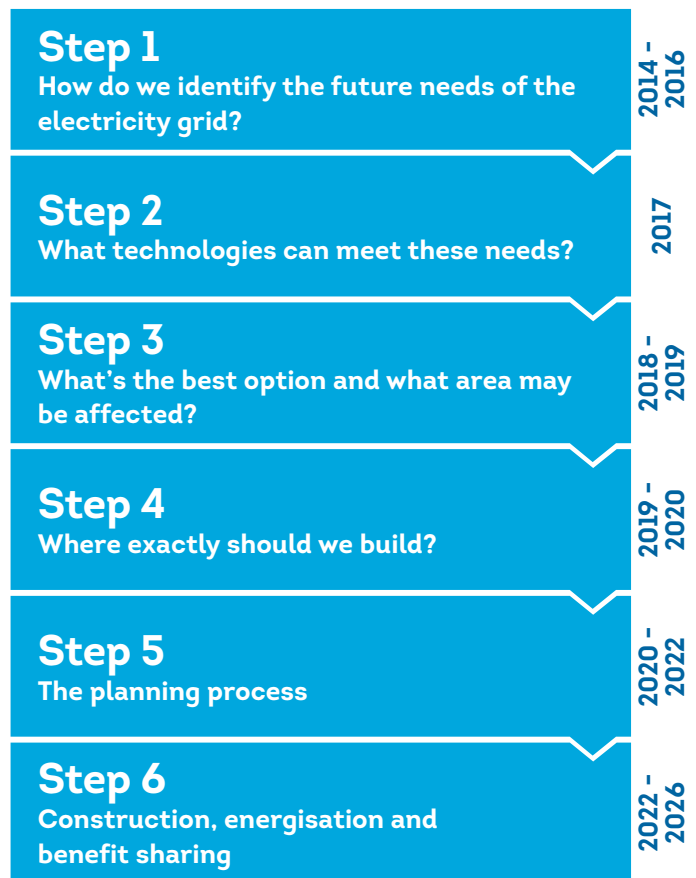 Step 1
How do we identify the future needs of the
electricity grid?
2014 -
2016
Step 2
What technologies can meet these needs?
2017
Step 3
What's the best option and what area may
be affected?
2018 -
2019
Step 4
Where exactly should we build?
2019 -
2020
Step 5
The planning process
2020 -
2022
Step 6
Construction, energisation and
benefit sharing
2022 -
2026